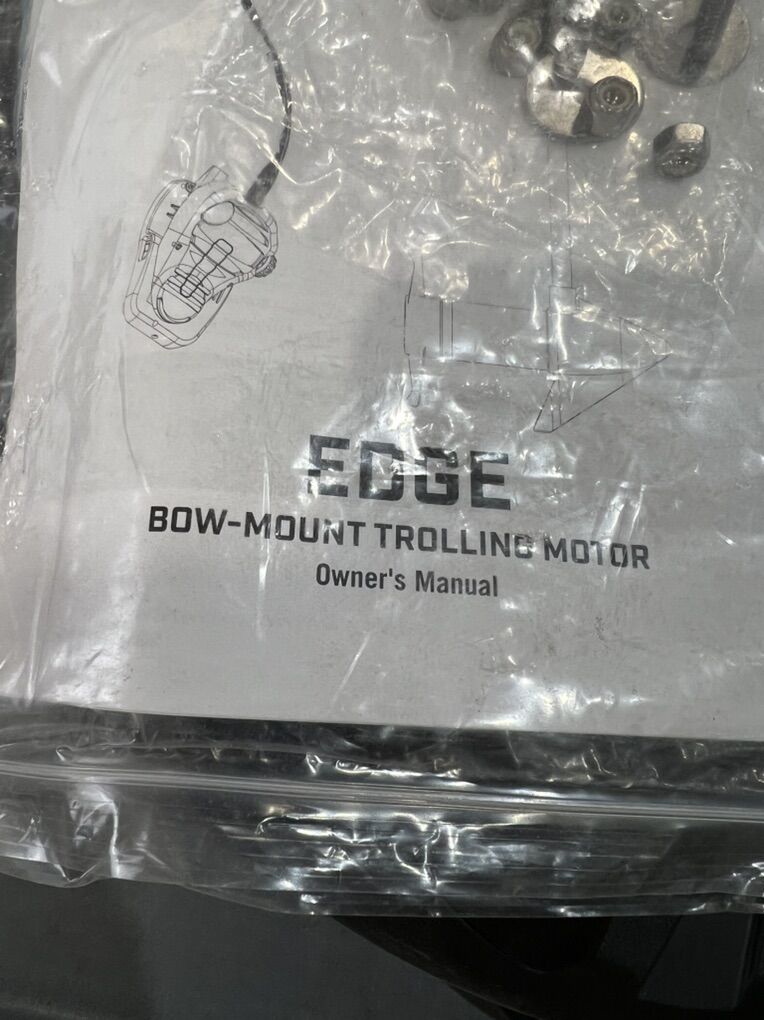 EDGE
BOW-MOUNT TROLLING MOTOR
Owner's Manual